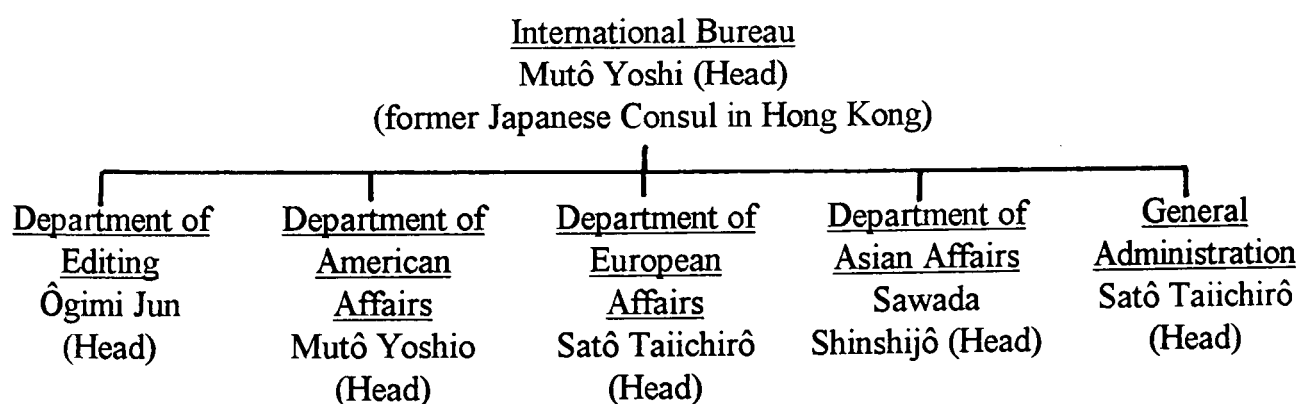 International Bureau
Mutô Yoshi (Head)
(former Japanese Consul in Hong Kong)
Department of
Editing
Ôgimi Jun
(Head)
Department of
American
Affairs
Mutô Yoshio
(Head)
Department of
European
Affairs
Satô Taiichirô
(Head)
Department of
Asian Affairs
Sawada
Shinshijô (Head)
General
Administration
Satô Taiichirô
(Head)